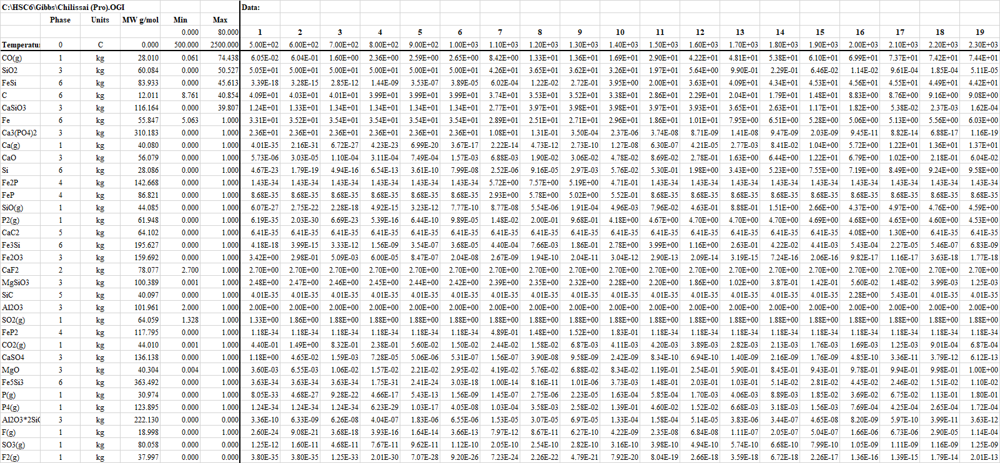 C:\HSC6\Gibbs\Chilissai (Pro).OGI Data:
Phase Units MW g/mol Min Max
0.000 80.000 1 2 3 4 5 6 7 8 9 10 11 12 13 14 15 16 17 18 19
Temperatu 0 C 0.000 500.000 2500.000 5.00E+02 6.00E+02 7.00E+02 8.00E+02 9.00E+02 1.00E+03 1.10E+03 1.20E+03 1.30E+03 1.40E+03 1.50E+03 1.60E+03 1.70E+03 1.80E+03 1.90E+03 2.00E+03 2.10E+03 2.20E+03 2.30E+03
CO(g) 1 kg 28.010 0.061 74.438 6.05E-02 6.04E-01 1.60E+00 2.36E+00 2.59E+00 2.65E+00 8.42E+00 1.33E+01 1.36E+01 1.69E+01 2.90E+01 4.22E+01 4.81E+01 5.38E+01 6.10E+01 6.99E+01 7.37E+01 7.42E+01 7.44E+01
SiO2 3 kg 60.084 0.000 50.527 5.05E+01 5.05E+01 5.00E+01 5.00E+01 5.00E+01 5.00E+01 4.26E+01 3.65E+01 3.62E+01 3.26E+01 1.97E+01 5.64E+00 9.90E-01 2.29E-01 6.46E-02 1.14E-02 9.61E-04 1.85E-04 5.11E-05
FeSi 6 kg 83.933 0.000 45.613 3.39E-18 3.28E-15 2.85E-12 1.44E-09 3.53E-07 3.89E-05 6.02E-04 1.22E-02 2.72E-01 3.95E+00 2.00E+01 3.63E+01 4.09E+01 4.34E+01 4.53E+01 4.56E+01 4.55E+01 4.49E+01 4.42E+01
C 6 kg 12.011 8.761 40.854 4.09E+01 4.03E+01 4.01E+01 3.99E+01 3.99E+01 3.99E+01 3.74E+01 3.53E+01 3.52E+01 3.38E+01 2.86E+01 2.29E+01 2.04E+01 1.79E+01 1.48E+01 8.83E+00 8.76E+00 9.16E+00 9.08E+00
CaSiO3 3 kg 116.164 0.000 39.807 1.24E+01 1.33E+01 1.34E+01 1.34E+01 1.34E+01 1.34E+01 2.77E+01 3.97E+01 3.98E+01 3.98E+01 3.97E+01 3.93E+01 3.65E+01 2.63E+01 1.17E+01 1.82E+00 5.38E-02 2.37E-03 1.62E-04
Fe 6 kg 55.847 5.063 1.000 3.31E+01 3.52E+01 3.54E+01 3.54E+01 3.54E+01 3.54E+01 2.89E+01 2.51E+01 2.71E+01 2.96E+01 1.86E+01 1.01E+01 7.95E+00 6.51E+00 5.28E+00 5.06E+00 5.13E+00 5.56E+00 6.03E+00
Ca3(PO4)2 3 kg 310.183 0.000 1.000 2.36E+01 2.36E+01 2.36E+01 2.36E+01 2.36E+01 2.36E+01 1.08E+01 1.31E-01 3.50E-04 2.37E-06 3.74E-08 8.71E-09 1.41E-08 9.47E-09 2.03E-09 9.45E-11 8.82E-14 6.88E-17 1.16E-19
Ca(g) 1 kg 40.080 0.000 1.000 4.01E-35 2.16E-31 6.72E-27 4.23E-23 6.99E-20 3.67E-17 2.22E-14 4.73E-12 2.73E-10 1.27E-08 6.30E-07 4.21E-05 2.77E-03 8.41E-02 1.04E+00 5.72E+00 1.22E+01 1.36E+01 1.37E+01
CaO 3 kg 56.079 0.000 1.000 5.73E-06 3.03E-05 1.10E-04 3.11E-04 7.49E-04 1.57E-03 6.88E-03 1.90E-02 3.06E-02 4.78E-02 8.69E-02 2.78E-01 1.63E+00 6.44E+00 1.22E+01 6.79E+00 1.02E+00 2.18E-01 6.04E-02
Si 6 kg 28.086 0.000 1.000 4.67E-23 1.79E-19 4.94E-16 6.54E-13 3.61E-10 7.99E-08 2.52E-06 9.16E-05 2.97E-03 5.76E-02 5.30E-01 1.98E+00 3.43E+00 5.23E+00 7.55E+00 7.19E+00 8.49E+00 9.24E+00 9.58E+00
Fe2P 4 kg 142.668 0.000 1.000 1.43E-34 1.43E-34 1.43E-34 1.43E-34 1.43E-34 1.43E-34 5.72E+00 7.57E+00 5.19E+00 4.71E-01 1.43E-34 1.43E-34 1.43E-34 1.43E-34 1.43E-34 1.43E-34 1.43E-34 1.43E-34 1.43E-34
FeP 4 kg 86.821 0.000 1.000 8.68E-35 8.68E-35 8.68E-35 8.68E-35 8.68E-35 8.68E-35 2.93E+00 5.78E+00 5.02E+00 5.52E-01 8.68E-35 8.68E-35 8.68E-35 8.68E-35 8.68E-35 8.68E-35 8.68E-35 8.68E-35 8.68E-35
SiO(g) 1 kg 44.085 0.000 1.000 6.07E-27 2.75E-22 2.28E-18 4.92E-15 3.23E-12 7.77E-10 8.77E-08 5.54E-06 1.91E-04 4.96E-03 7.96E-02 4.63E-01 8.88E-01 1.51E+00 2.66E+00 4.37E+00 4.97E+00 4.76E+00 4.59E+00
P2(g) 1 kg 61.948 0.000 1.000 6.19E-35 2.03E-30 6.69E-23 5.39E-16 6.44E-10 9.89E-05 1.48E-02 2.00E-01 9.68E-01 4.18E+00 4.67E+00 4.70E+00 4.70E+00 4.70E+00 4.69E+00 4.68E+00 4.65E+00 4.60E+00 4.53E+00
CaC2 5 kg 64.102 0.000 1.000 6.41E-35 6.41E-35 6.41E-35 6.41E-35 6.41E-35 6.41E-35 6.41E-35 6.41E-35 6.41E-35 6.41E-35 6.41E-35 6.41E-35 6.41E-35 6.41E-35 6.41E-35 4.08E+00 1.30E+00 6.41E-35 6.41E-35
Fe3Si 6 kg 195.627 0.000 1.000 4.18E-18 3.99E-15 3.33E-12 1.56E-09 3.54E-07 3.68E-05 4.40E-04 7.66E-03 1.86E-01 2.78E+00 3.99E+00 1.16E+00 2.63E-01 4.22E-02 4.41E-03 5.43E-04 2.27E-05 5.46E-07 6.83E-09
Fe2O3 3 kg 159.692 0.000 1.000 3.42E+00 2.98E-01 5.09E-03 6.00E-05 8.47E-07 2.04E-08 2.67E-09 1.94E-10 2.04E-11 3.04E-12 2.90E-13 2.09E-14 3.19E-15 7.24E-16 2.06E-16 9.82E-17 1.16E-17 3.63E-18 1.77E-18
CaF2 2 kg 78.077 2.700 1.000 2.70E+00 2.70E+00 2.70E+00 2.70E+00 2.70E+00 2.70E+00 2.70E+00 2.70E+00 2.70E+00 2.70E+00 2.70E+00 2.70E+00 2.70E+00 2.70E+00 2.70E+00 2.70E+00 2.70E+00 2.70E+00 2.70E+00
MgSiO3 3 kg 100.389 0.001 1.000 2.48E+00 2.47E+00 2.46E+00 2.45E+00 2.44E+00 2.42E+00 2.39E+00 2.35E+00 2.32E+00 2.28E+00 2.20E+00 1.86E+00 1.02E+00 3.87E-01 1.42E-01 5.60E-02 1.48E-02 3.99E-03 1.25E-03
SiC 5 kg 40.097 0.000 1.000 4.01E-35 4.01E-35 4.01E-35 4.01E-35 4.01E-35 4.01E-35 4.01E-35 4.01E-35 4.01E-35 4.01E-35 4.01E-35 4.01E-35 4.01E-35 4.01E-35 4.01E-35 2.28E+00 5.43E-01 4.01E-35 4.01E-35
Al2O3 3 kg 101.961 2.000 1.000 2.00E+00 2.00E+00 2.00E+00 2.00E+00 2.00E+00 2.00E+00 2.00E+00 2.00E+00 2.00E+00 2.00E+00 2.00E+00 2.00E+00 2.00E+00 2.00E+00 2.00E+00 2.00E+00 2.00E+00 2.00E+00 2.00E+00
SO2(g) 1 kg 64.059 1.328 1.000 1.33E+00 1.86E+00 1.88E+00 1.88E+00 1.88E+00 1.88E+00 1.88E+00 1.88E+00 1.88E+00 1.88E+00 1.88E+00 1.88E+00 1.88E+00 1.88E+00 1.88E+00 1.88E+00 1.88E+00 1.88E+00 1.88E+00
FeP2 4 kg 117.795 0.000 1.000 1.18E-34 1.18E-34 1.18E-34 1.18E-34 1.18E-34 1.18E-34 4.89E-01 1.48E+00 1.52E+00 1.83E-01 1.18E-34 1.18E-34 1.18E-34 1.18E-34 1.18E-34 1.18E-34 1.18E-34 1.18E-34 1.18E-34
CO2(g) 1 kg 44.010 0.001 1.000 4.40E-01 1.49E+00 8.32E-01 2.38E-01 5.60E-02 1.50E-02 2.44E-02 1.58E-02 6.87E-03 4.11E-03 4.20E-03 3.89E-03 2.82E-03 2.13E-03 1.76E-03 1.69E-03 1.25E-03 9.01E-04 6.87E-04
CaSO4 3 kg 136.138 0.000 1.000 1.18E+00 4.65E-02 1.59E-03 7.28E-05 5.06E-06 5.31E-07 1.56E-07 3.90E-08 9.58E-09 2.42E-09 8.34E-10 6.94E-10 1.40E-09 2.16E-09 1.76E-09 4.85E-10 3.36E-11 3.79E-12 6.12E-13
MgO 3 kg 40.304 0.004 1.000 3.60E-03 6.55E-03 1.06E-02 1.57E-02 2.21E-02 2.95E-02 4.19E-02 5.76E-02 6.88E-02 8.34E-02 1.19E-01 2.54E-01 5.90E-01 8.45E-01 9.43E-01 9.78E-01 9.94E-01 9.98E-01 1.00E+00
Fe5Si3 6 kg 363.492 0.000 1.000 3.63E-34 3.63E-34 3.63E-34 1.75E-31 2.41E-24 3.03E-18 1.00E-14 8.16E-11 1.01E-06 3.73E-03 1.48E-01 2.03E-01 1.03E-01 5.14E-02 2.81E-02 4.45E-02 2.46E-02 1.51E-02 1.10E-02
P(g) 1 kg 30.974 0.000 1.000 8.05E-33 4.68E-27 9.28E-22 4.66E-17 5.43E-13 1.56E-09 1.45E-07 2.75E-06 2.23E-05 1.63E-04 5.85E-04 1.70E-03 4.06E-03 8.89E-03 1.85E-02 3.69E-02 6.75E-02 1.13E-01 1.80E-01
P4(g) 1 kg 123.895 0.000 1.000 1.24E-34 1.24E-34 1.24E-34 6.23E-29 1.03E-17 4.05E-08 1.03E-04 3.58E-03 2.58E-02 1.39E-01 4.60E-02 1.52E-02 6.68E-03 3.18E-03 1.56E-03 7.69E-04 4.25E-04 2.65E-04 1.72E-04
Al2O3*2SiO 3 kg 222.130 0.000 0.000 3.36E-10 6.33E-09 6.26E-08 4.04E-07 1.83E-06 6.55E-06 1.53E-05 3.07E-05 6.97E-05 1.33E-04 1.58E-04 5.14E-05 3.83E-06 3.44E-07 4.65E-08 8.20E-09 5.97E-10 3.99E-11 3.63E-12
F(g) 1 kg 18.998 0.000 1.000 2.60E-24 9.08E-21 3.68E-18 3.93E-16 1.64E-14 3.66E-13 7.97E-12 8.67E-11 6.27E-10 4.22E-09 2.35E-08 6.84E-08 1.11E-07 2.05E-07 5.04E-07 1.66E-06 6.73E-06 2.90E-05 1.14E-04
SO3(g) 1 kg 80.058 0.000 0.000 1.25E-12 1.60E-11 4.68E-11 7.67E-11 9.62E-11 1.12E-10 2.05E-10 2.54E-10 2.82E-10 3.16E-10 3.98E-10 4.94E-10 5.74E-10 6.68E-10 7.99E-10 1.05E-09 1.11E-09 1.16E-09 1.25E-09
F2(g) 1 kg 37.997 0.000 0.000 3.80E-35 3.80E-35 1.25E-33 2.01E-30 7.07E-28 9.20E-26 7.23E-24 2.26E-22 4.79E-21 7.92E-20 8.04E-19 2.66E-18 3.59E-18 6.72E-18 2.26E-17 1.36E-16 1.39E-15 1.79E-14 2.01E-13